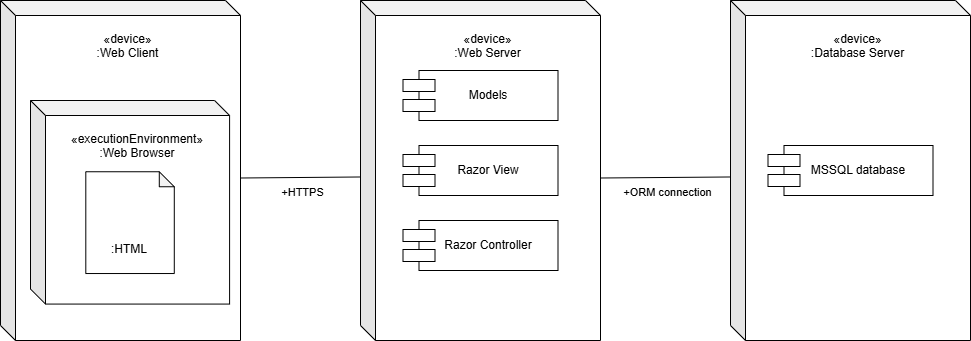 «device»
:Web Client
«executionEnvironment»
:Web Browser
:HTML
+HTTPS
«device»
:Web Server
Models
Razor View
Razor Controller
+ORM connection
«device»
:Database Server
MSSQL database